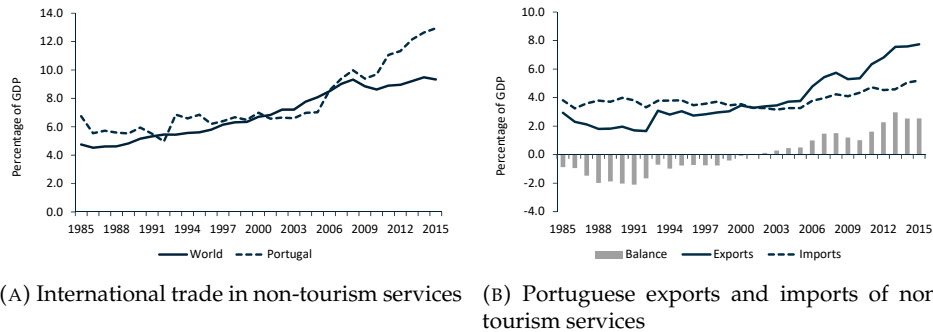 14.0
12.0
10.0
8.0
6.0
4.0
2.0
0.0
Percentage of GDP
1985 1988 1991 1994 1997 2000 2003 2006 2009 2012 2015
World Portugal
(A) International trade in non-tourism services
10.0
8.0
6.0
4.0
2.0
0.0
-2.0
-4.0
Percentage of GDP
1985 1988 1991 1994 1997 2000 2003 2006 2009 2012 2015
Balance Exports Imports
(B) Portuguese exports and imports of non
tourism services